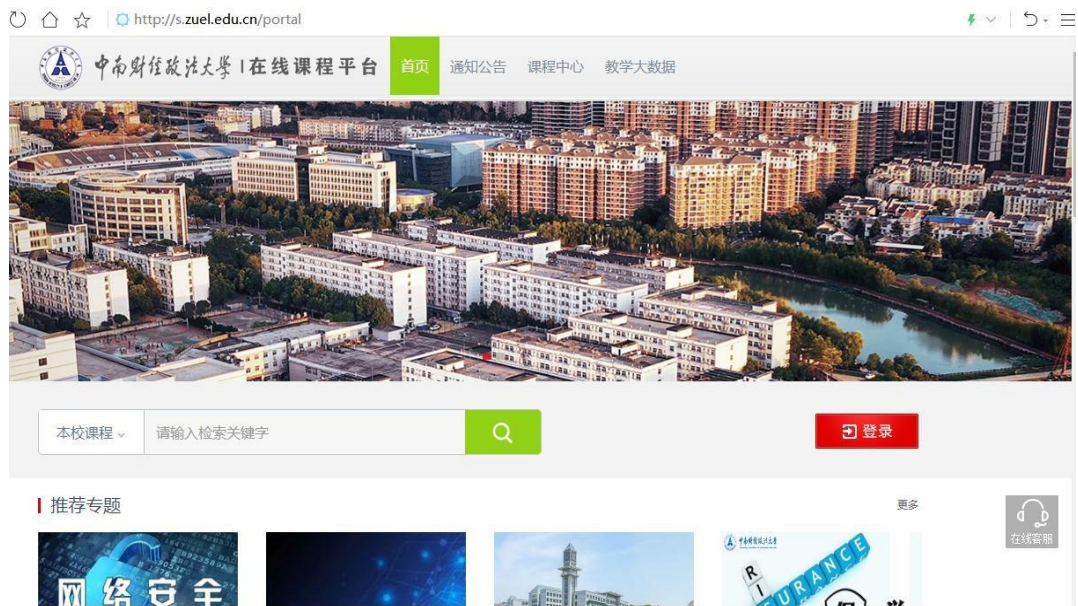 http://s.zuel.edu.cn/portal
中南财经政法大学 | 在线课程平台 首页 通知公告 课程中心 教学大数据
本校课程 请输入检索关键字 登录
推荐专题 更多
在线客服
中南财经政法大学
网络安全